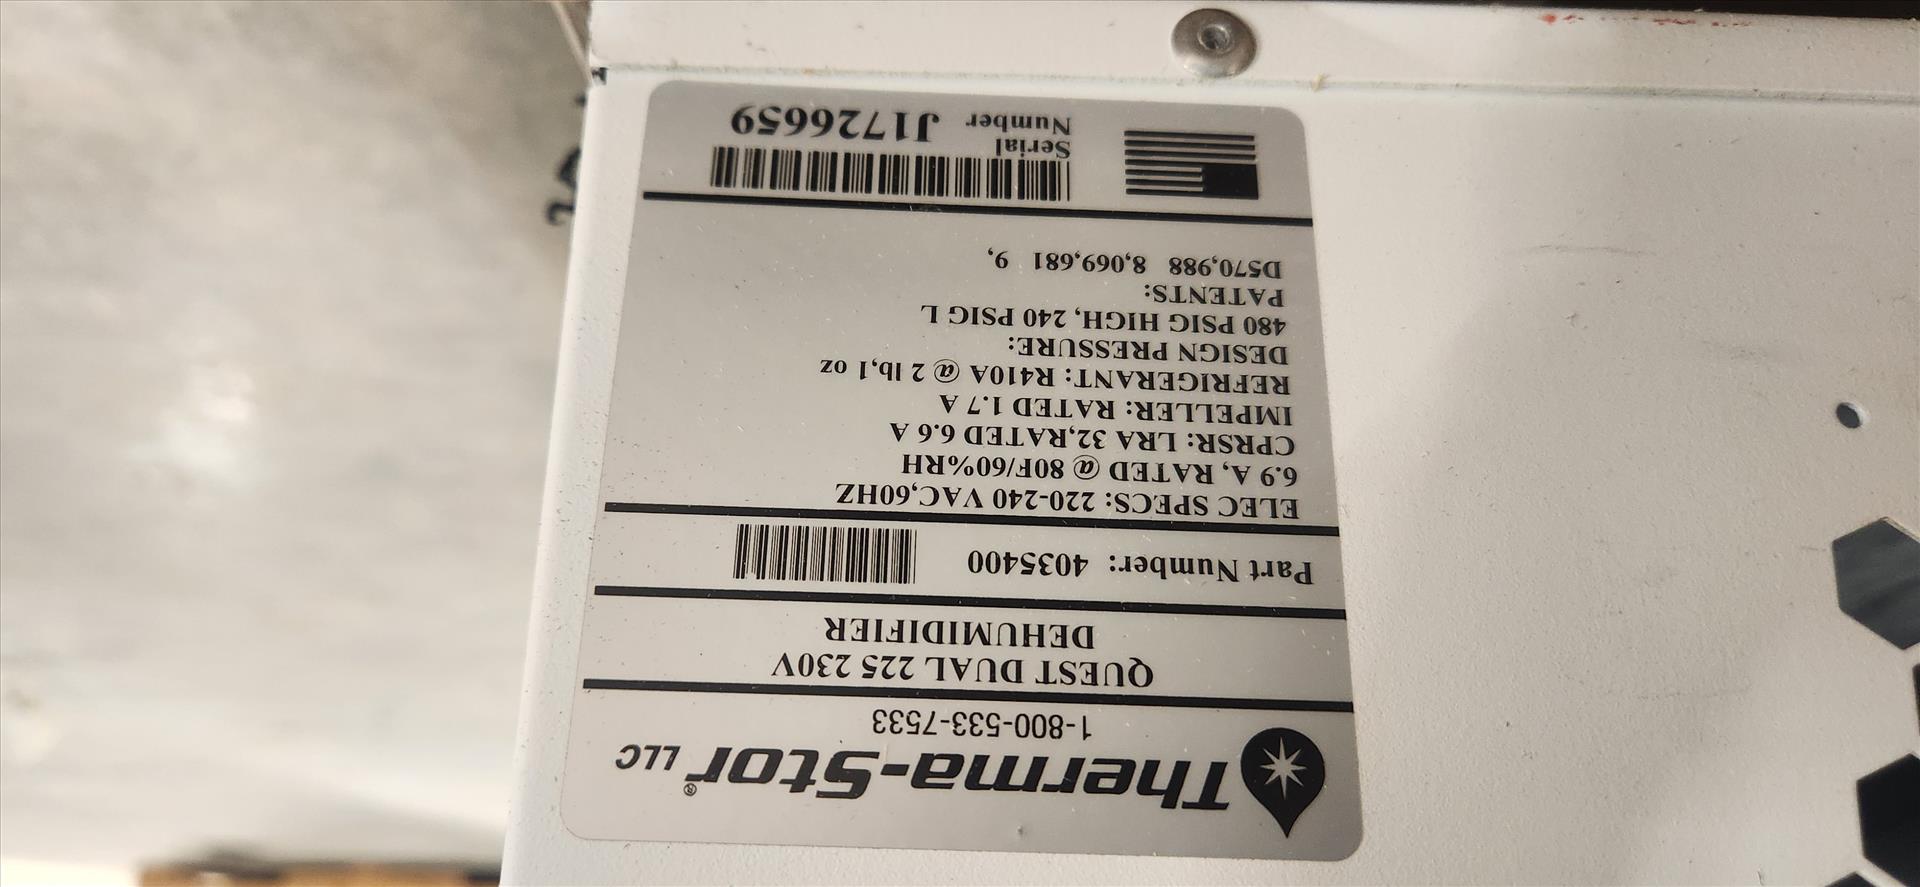 Therma-Stor® LLC
1-800-533-7533
QUEST DUAL 225 230V
DEHUMIDIFIER
Part Number: 4035400
ELEC SPECS: 220-240 VAC,60HZ
6.9 A, RATED @ 80F/60%RH
CPRSR: LRA 32,RATED 6.6 A
IMPELLER: RATED 1.7 A
REFRIGERANT: R410A @ 2 lb,1 oz
DESIGN PRESSURE:
480 PSIG HIGH, 240 PSIG L
PATENTS:
D570,988 8,069,681 9,
Serial
Number J1726659